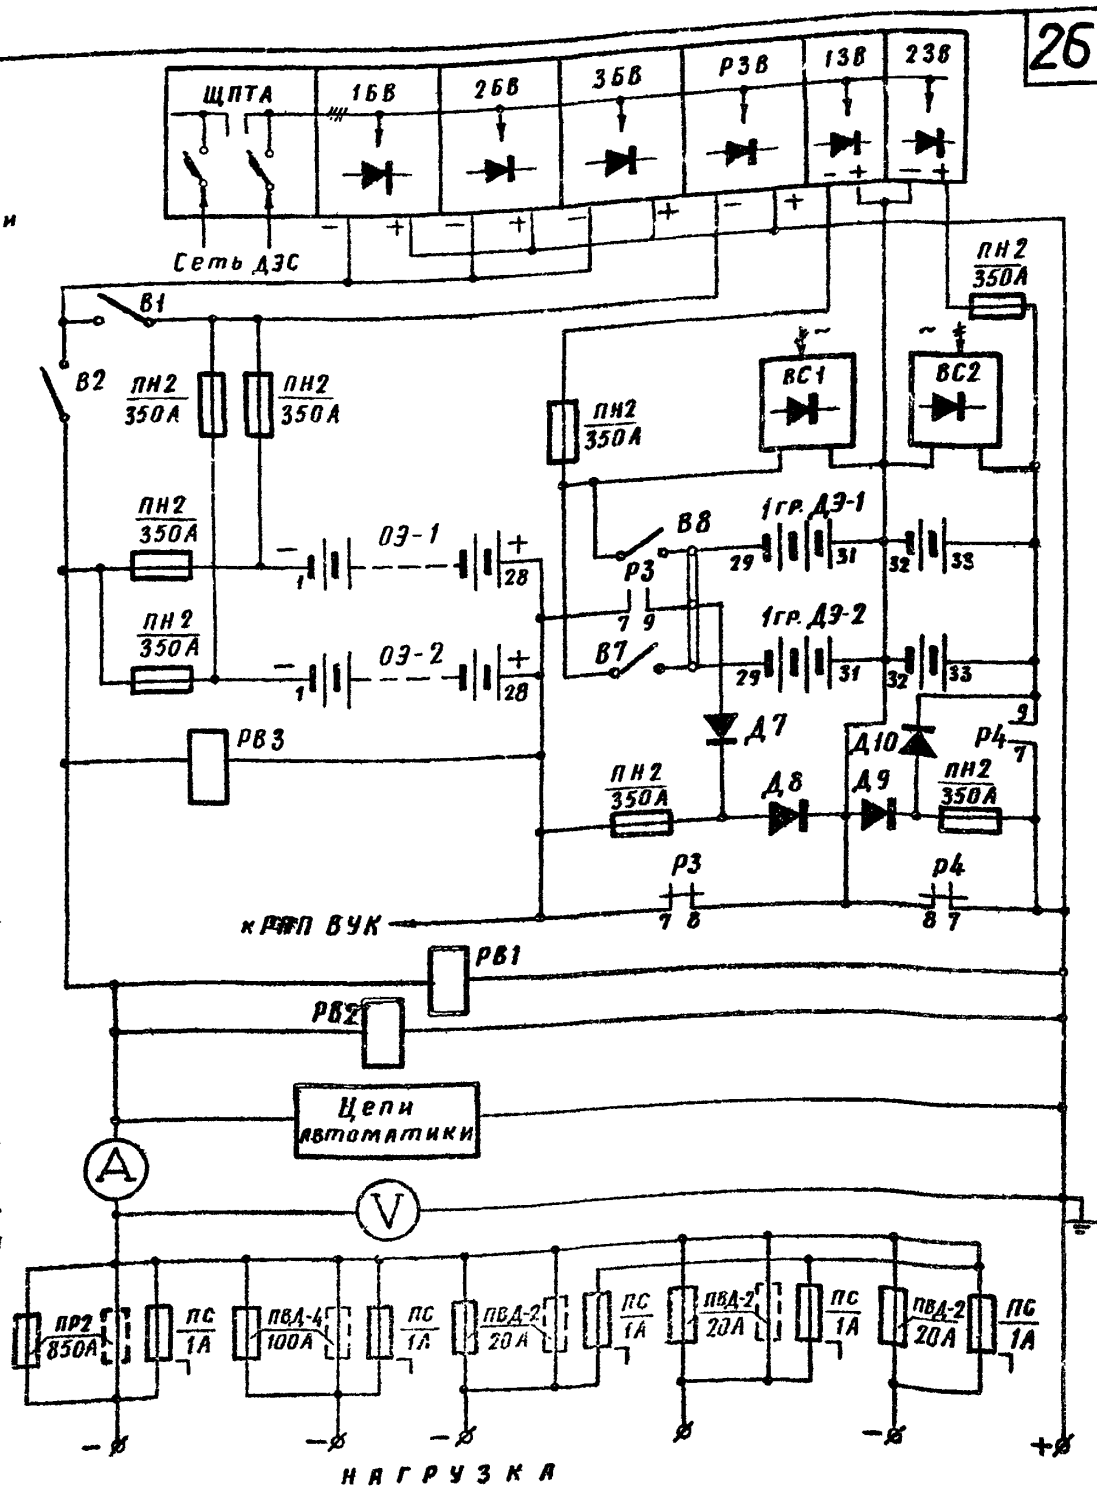 26
ЩПТА 1БВ 2БВ 3БВ РЗВ 1ЗВ 2ЗВ
- + - + - + - + - + - +
и
Сеть ДЭС
ПН2
350А
В1
~ ~
В2
ПН2
350А
ПН2
350А
ПН2
350А
ВС1
ВС2
ПН2
350А
- ОЭ-1 +
1 28
В8
1гр. ДЭ-1
29 31 32 33
Р3
7 9
ПН2
350А
- ОЭ-2 +
1 28
В7
1гр. ДЭ-2
29 31 32 33
РВ3
Д7
Д10
9
Р4
7
ПН2
350А
Д8
Д9
ПН2
350А
Р3
7 8
Р4
8 7
ВУК
РВ1
РВ2
Цепи
автоматики
А
V
ПР2
850А
ПС
1А
ПВД-4
100А
ПС
1А
ПВД-2
20А
ПС
1А
ПВД-2
20А
ПС
1А
ПВД-2
20А
ПС
1А
- - - - +
НАГРУЗКА